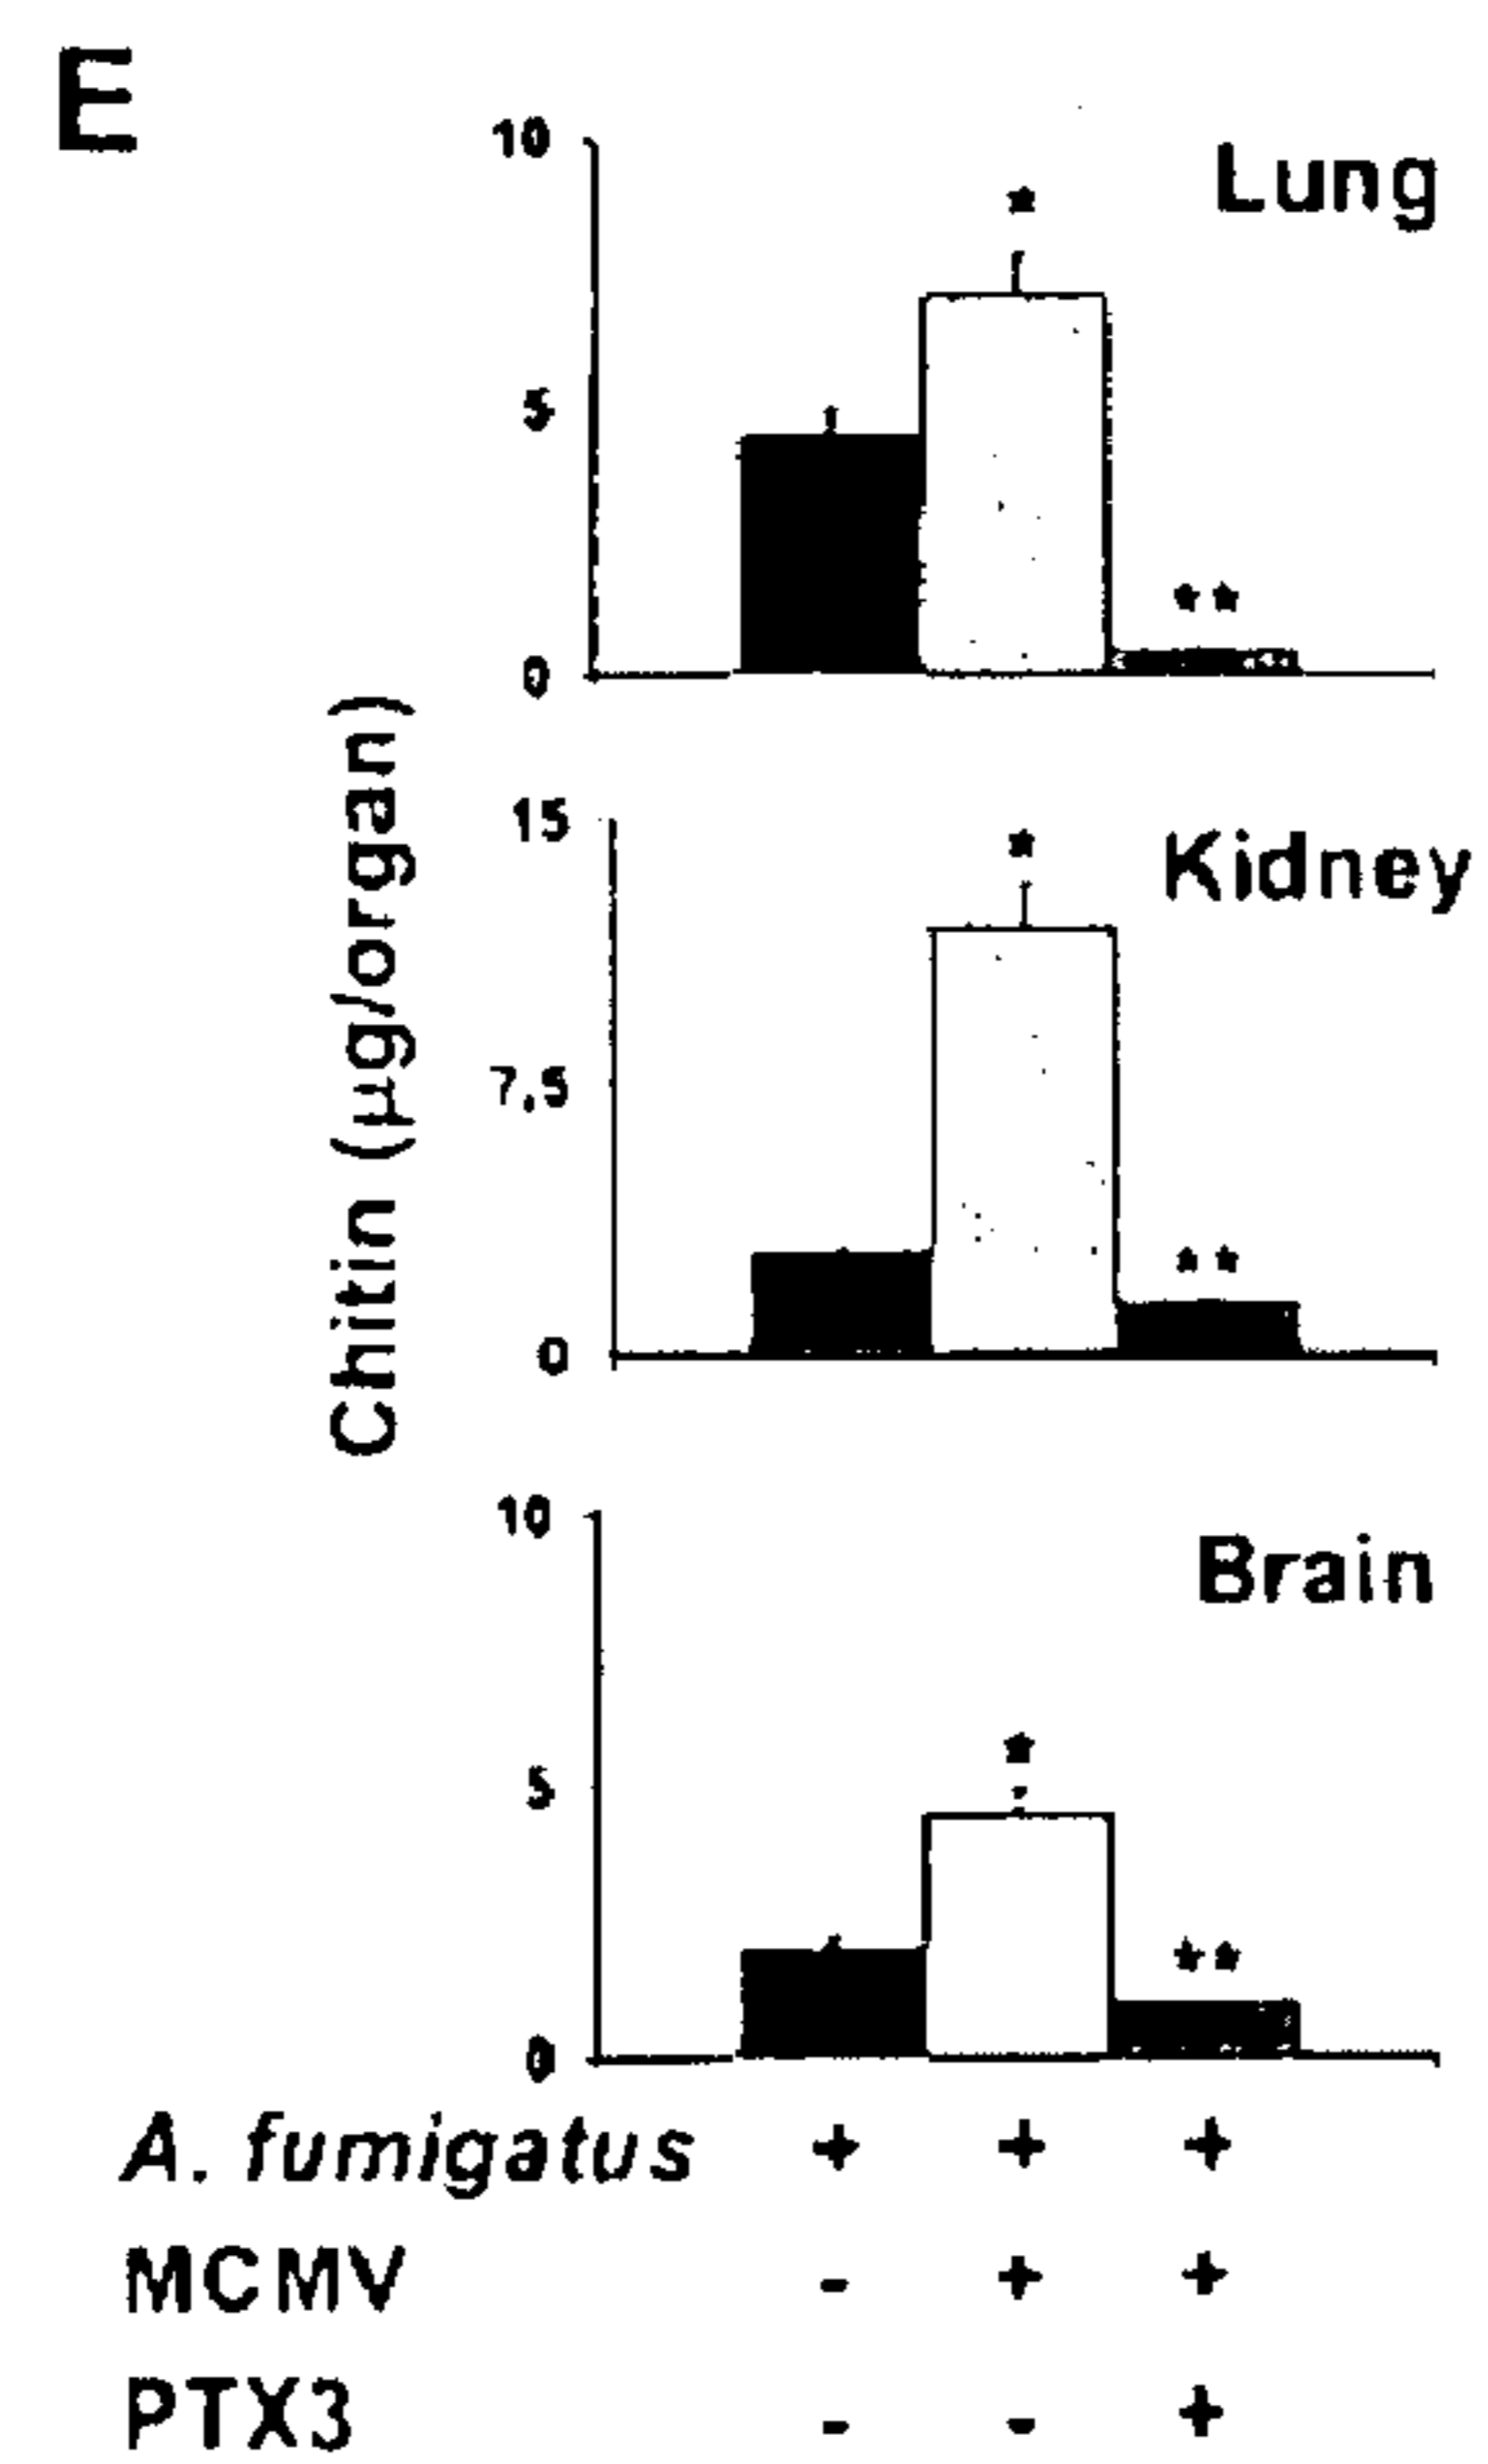 E
Lung
10
*
5
**
0
Chitin (µg/organ)
Kidney
15
*
7,5
**
0
Brain
10
*
5
**
0
A. fumigatus + + +
MCMV - + +
PTX3 - - +